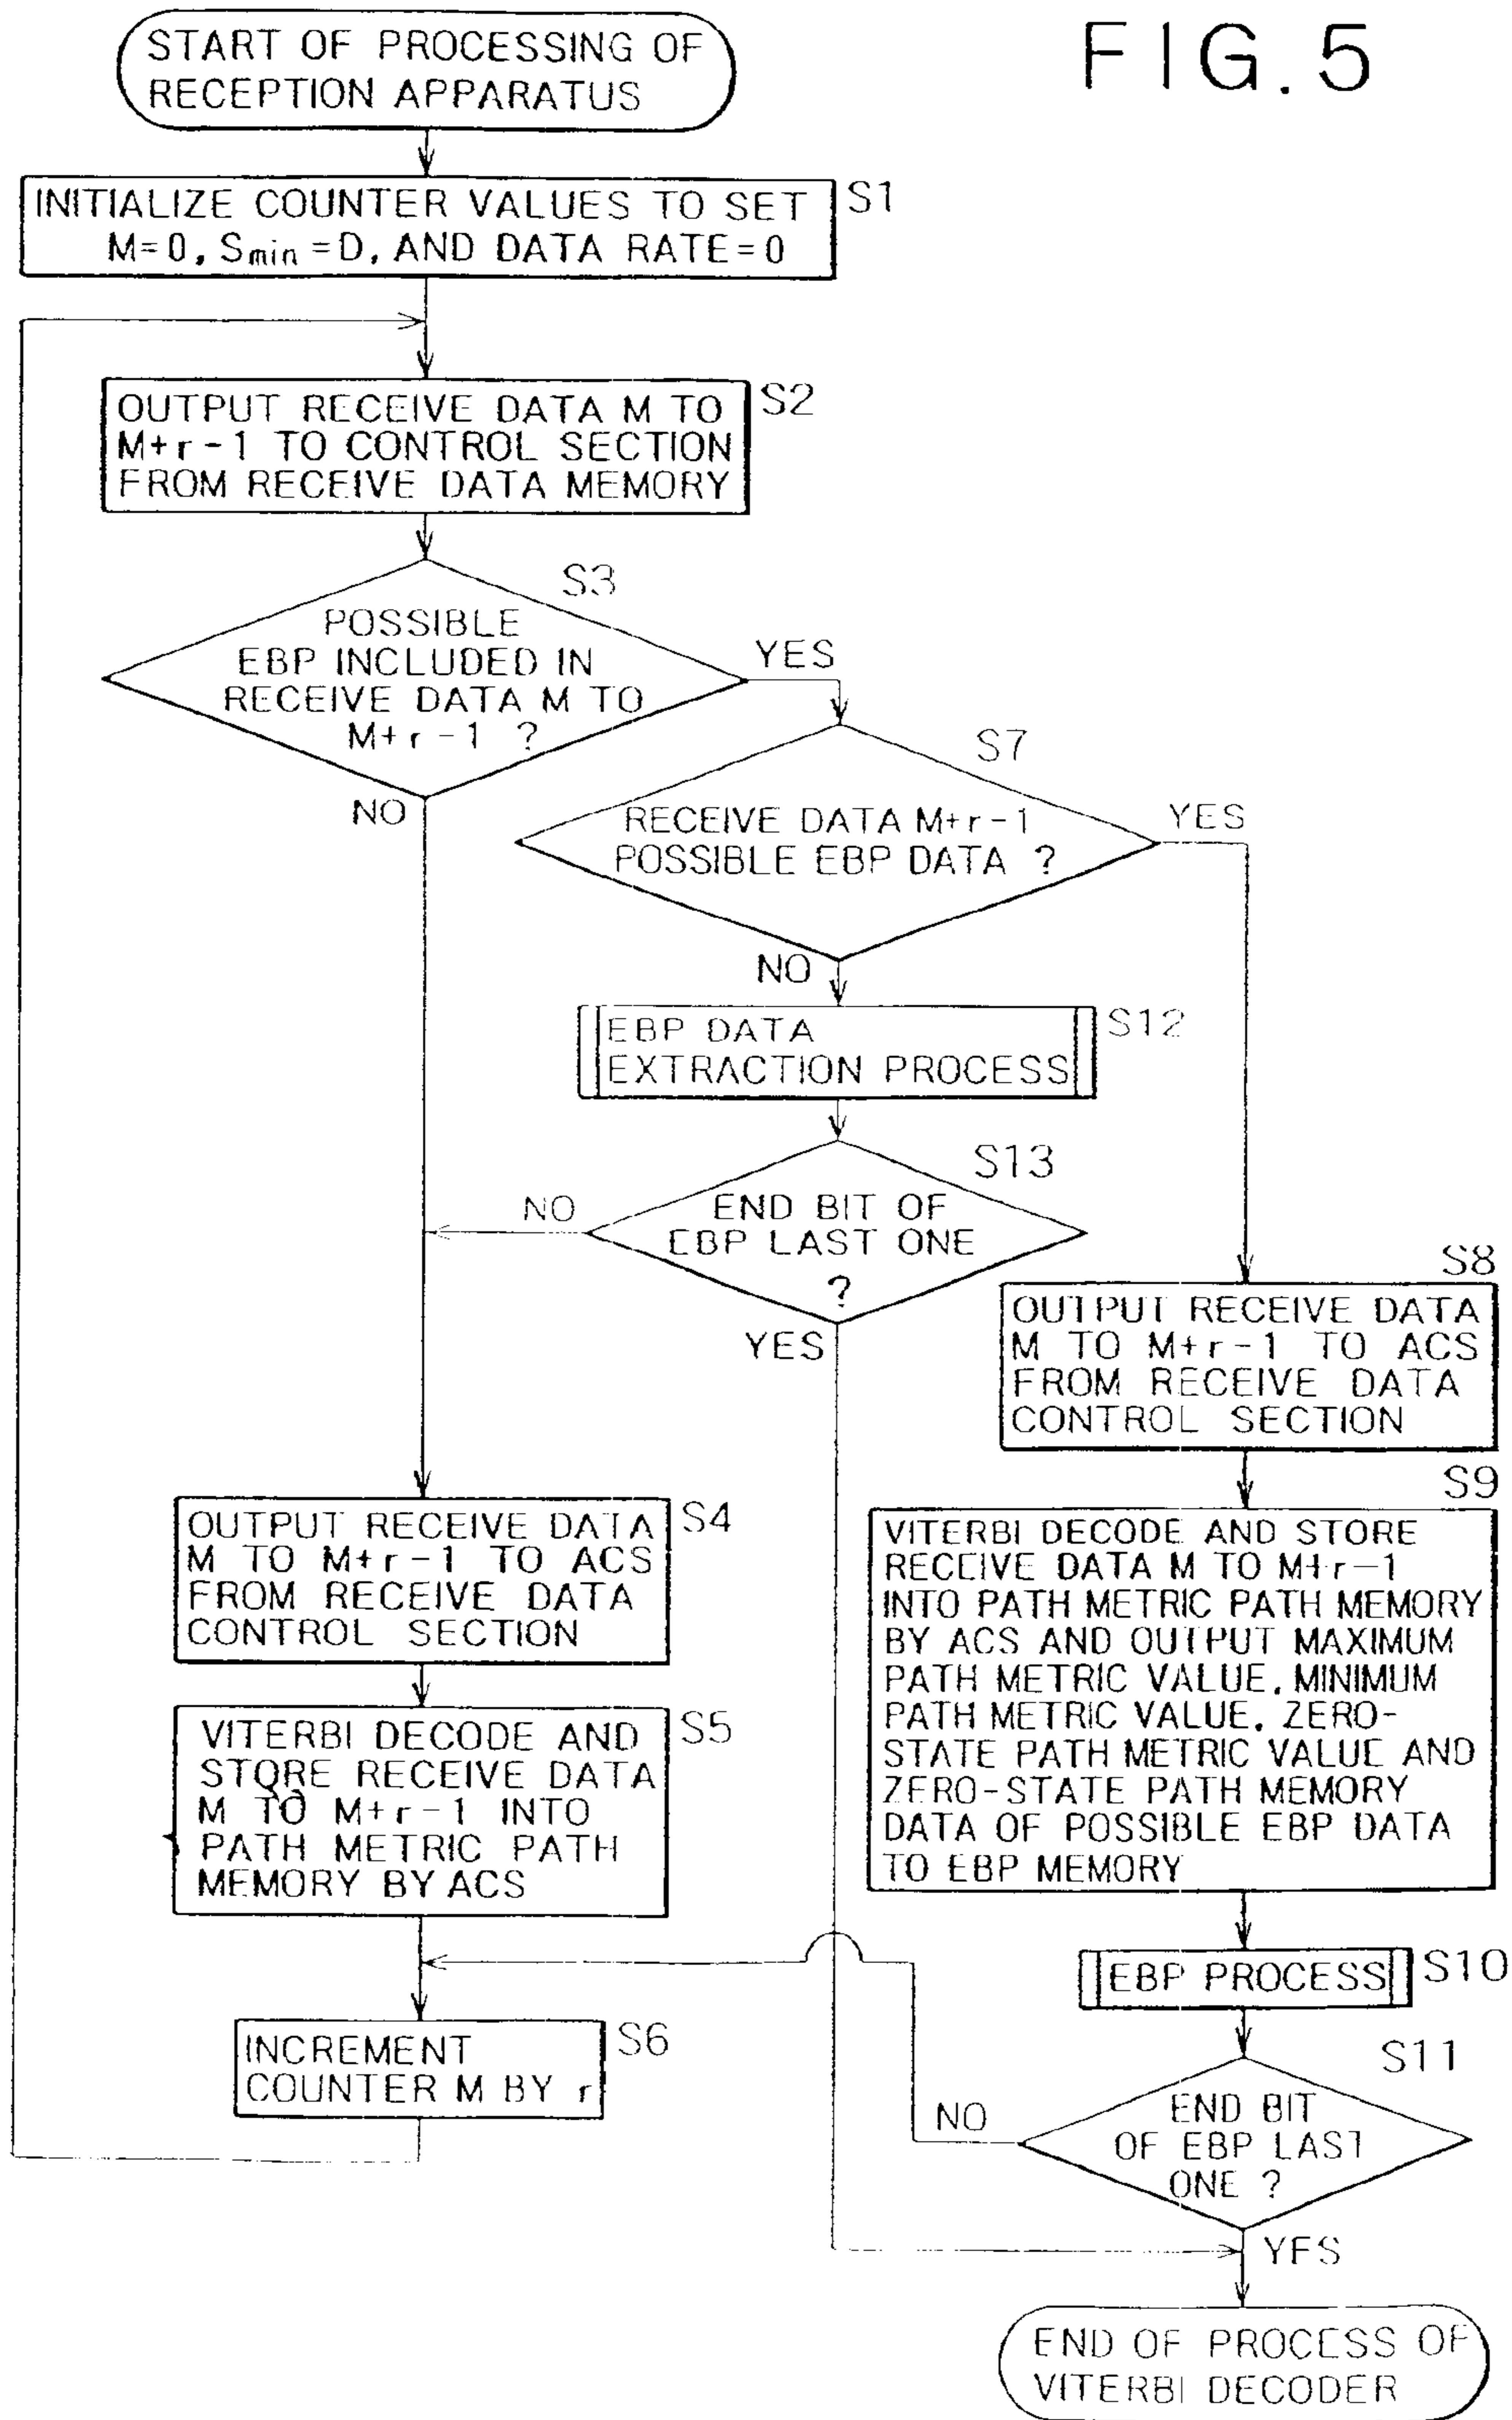 FIG.5
START OF PROCESSING OF
RECEPTION APPARATUS
INITIALIZE COUNTER VALUES TO SET
M=0, Smin=D, AND DATA RATE=0
S1
OUTPUT RECEIVE DATA M TO
M+r-1 TO CONTROL SECTION
FROM RECEIVE DATA MEMORY
S2
S3
POSSIBLE
EBP INCLUDED IN
RECEIVE DATA M TO
M+r-1 ?
YES
NO
S7
RECEIVE DATA M+r-1
POSSIBLE EBP DATA ?
YES
NO
EBP DATA
EXTRACTION PROCESS
S12
S13
END BIT OF
EBP LAST ONE
?
NO
YES
S8
OUTPUT RECEIVE DATA
M TO M+r-1 TO ACS
FROM RECEIVE DATA
CONTROL SECTION
OUTPUT RECEIVE DATA
M TO M+r-1 TO ACS
FROM RECEIVE DATA
CONTROL SECTION
S4
S9
VITERBI DECODE AND STORE
RECEIVE DATA M TO M+r-1
INTO PATH METRIC PATH MEMORY
BY ACS AND OUTPUT MAXIMUM
PATH METRIC VALUE, MINIMUM
PATH METRIC VALUE, ZERO-
STATE PATH METRIC VALUE AND
ZERO-STATE PATH MEMORY
DATA OF POSSIBLE EBP DATA
TO EBP MEMORY
VITERBI DECODE AND
STORE RECEIVE DATA
M TO M+r-1 INTO
PATH METRIC PATH
MEMORY BY ACS
S5
EBP PROCESS
S10
INCREMENT
COUNTER M BY r
S6
S11
END BIT
OF EBP LAST
ONE ?
NO
YES
END OF PROCESS OF
VITERBI DECODER